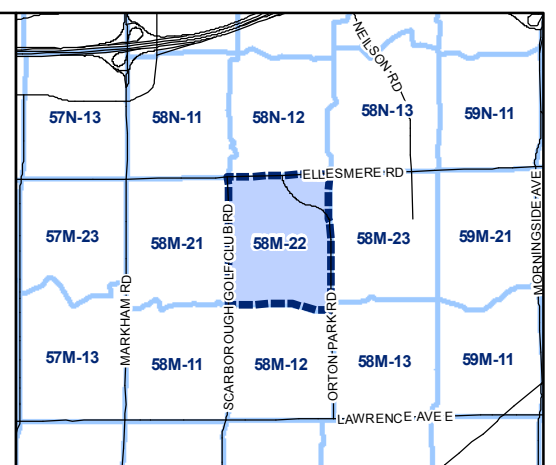 NEILSON RD
57N-13
58N-11
58N-12
58N-13
59N-11
ELLESMERE RD
57M-23
58M-21
58M-22
58M-23
59M-21
MARKHAM RD
SCARBOROUGH GOLF CLUB RD
ORTON PARK RD
MORNINGSIDE AVE
57M-13
58M-11
58M-12
58M-13
59M-11
LAWRENCE AVE E